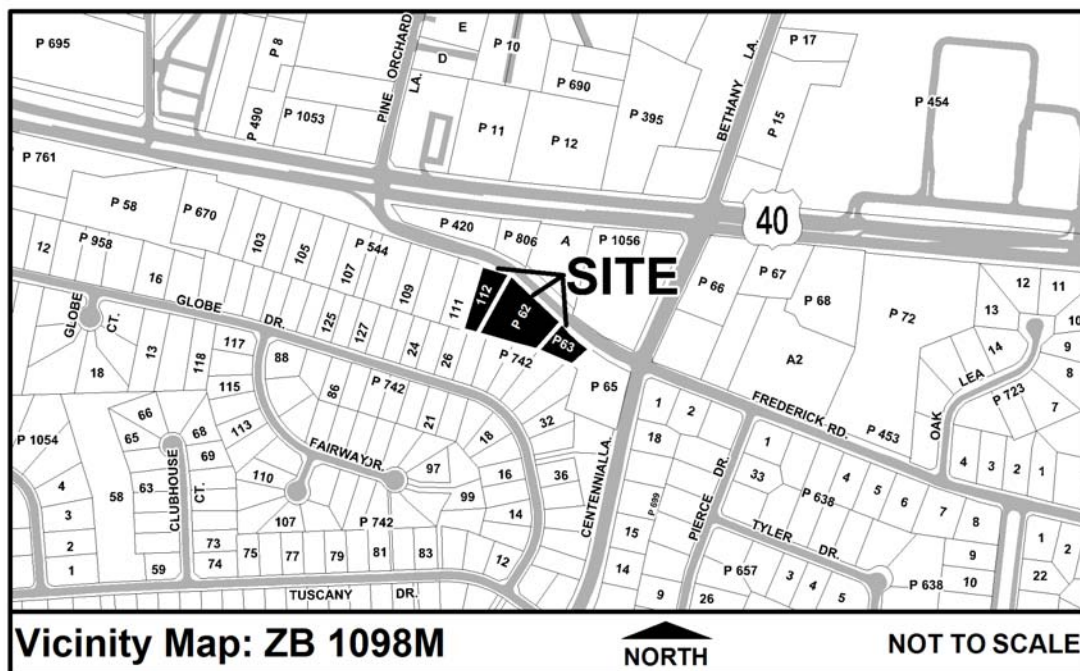 P 695
P 8
E
P 10
D
PINE ORCHARD
LA.
BETHANY LA.
P 17
P 490
P 1053
P 690
P 395
P 454
P 11
P 12
P 15
P 761
P 58
P 670
103
105
P 544
107
109
111
112
P 420
P 806
A
P 1056
40
SITE
P 62
P63
P 66
P 67
P 68
P 72
12
P 958
16
GLOBE CT.
GLOBE DR.
125
127
24
26
P 742
P 65
12
11
13
10
14
9
8
LEA
P 723
7
OAK
A2
13
18
118
117
115
88
86
P 742
21
18
32
FREDERICK RD.
P 453
1
2
18
1
33
P 638
4
5
6
7
8
4
3
2
1
P 1054
66
65
68
69
63
58
113
110
FAIRWAY DR.
97
99
16
36
14
CENTENNIAL LA.
P 699
PIERCE DR.
TYLER DR.
4
3
2
1
CLUBHOUSE CT.
107
P 742
73
74
59
75
77
79
81
83
12
15
14
9
26
P 657
3
4
5
9
10
P 638
1
2
22
TUSCANY DR.
Vicinity Map: ZB 1098M
NORTH
NOT TO SCALE